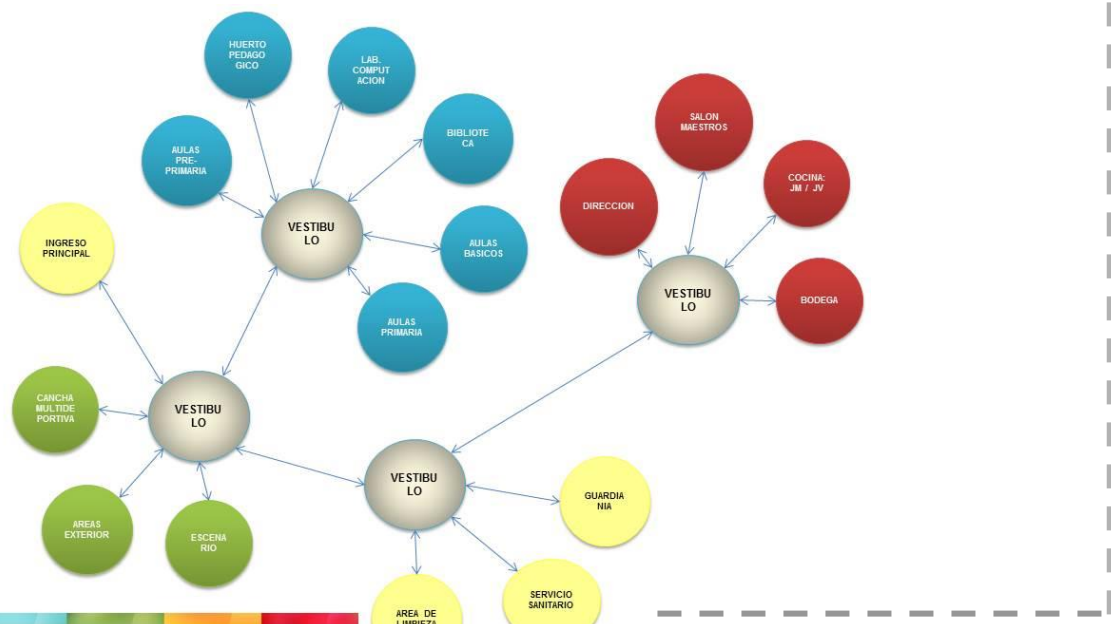 HUERTO
PEDAGO
GICO
LAB.
COMPUT
ACION
BIBLIOTE
CA
AULAS
PRE-
PRIMARIA
VESTIBU
LO
AULAS
BASICOS
AULAS
PRIMARIA
INGRESO
PRINCIPAL
SALON
MAESTROS
COCINA:
JM / JV
DIRECCION
VESTIBU
LO
BODEGA
CANCHA
MULTIDE
PORTIVA
VESTIBU
LO
AREAS
EXTERIOR
ESCENA
RIO
VESTIBU
LO
GUARDIA
NIA
SERVICIO
SANITARIO
AREA DE
LIMPIEZA